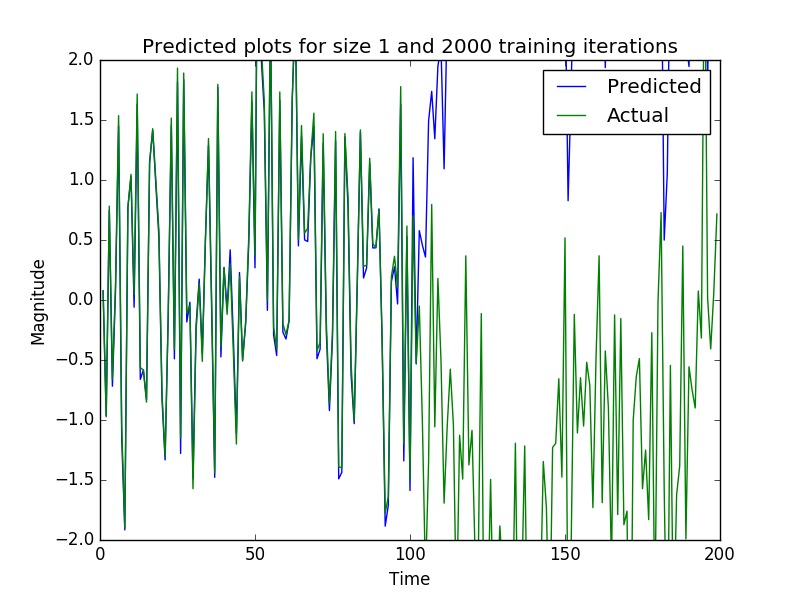 Predicted plots for size 1 and 2000 training iterations
Predicted
Actual
2.0
1.5
1.0
0.5
0.0
−0.5
−1.0
−1.5
−2.0
Magnitude
0
50
100
150
200
Time